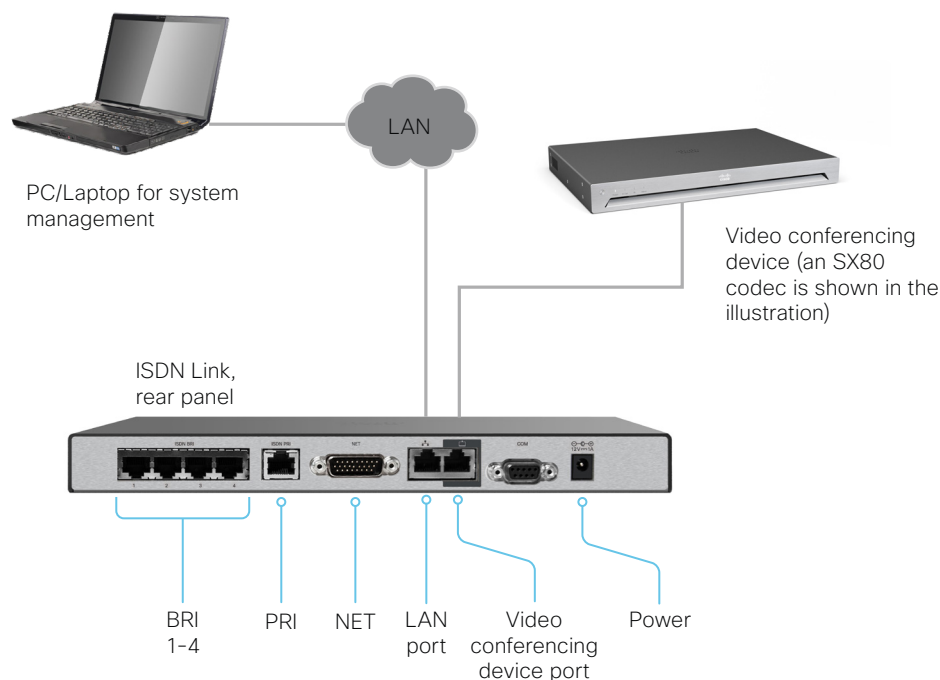 LAN
PC/Laptop for system
management
Video conferencing
device (an SX80
codec is shown in the
illustration)
ISDN Link,
rear panel
ISDN BRI
ISDN PRI
NET
COM
12V⎓1A
1 2 3 4
BRI
1-4
PRI
NET
LAN
port
Video
conferencing
device port
Power